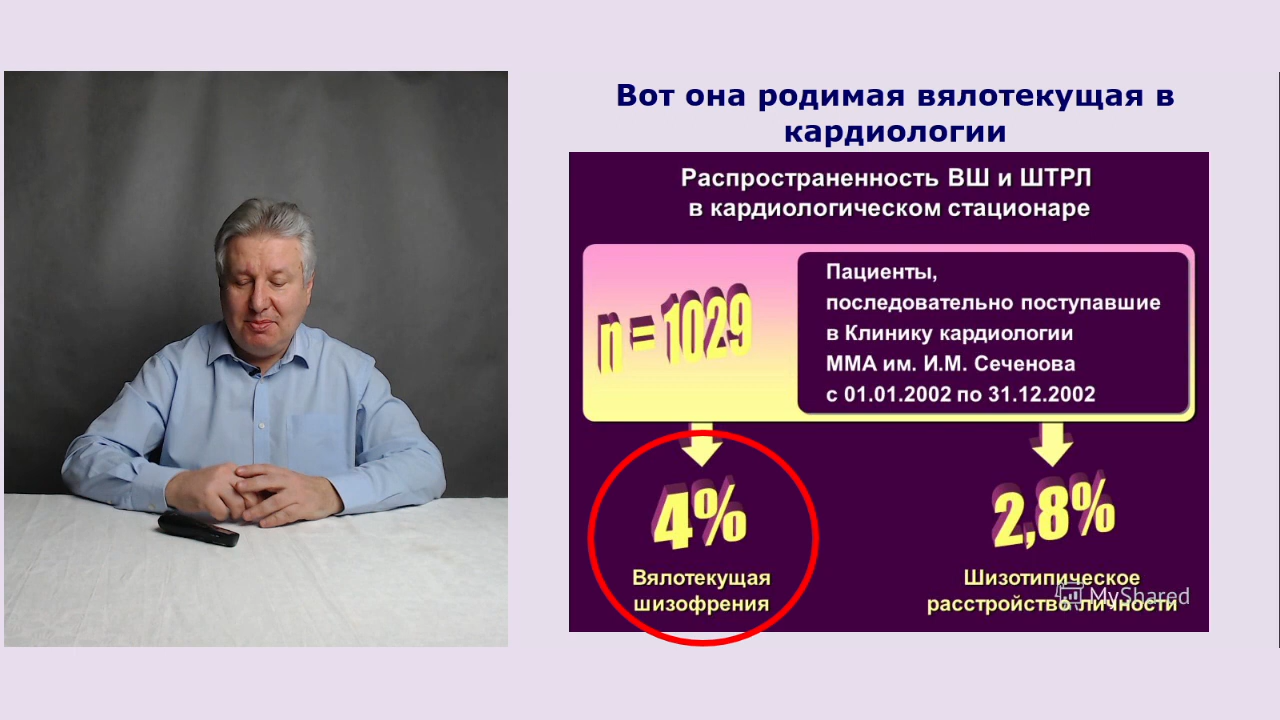 Вот она родимая вялотекущая в
кардиологии
Распространенность ВШ и ШТРЛ
в кардиологическом стационаре
n = 1029
Пациенты,
последовательно поступавшие
в Клинику кардиологии
ММА им. И.М. Сеченова
с 01.01.2002 по 31.12.2002
4%
2,8%
Вялотекущая
шизофрения
Шизотипическое
расстройство личности
MyShared